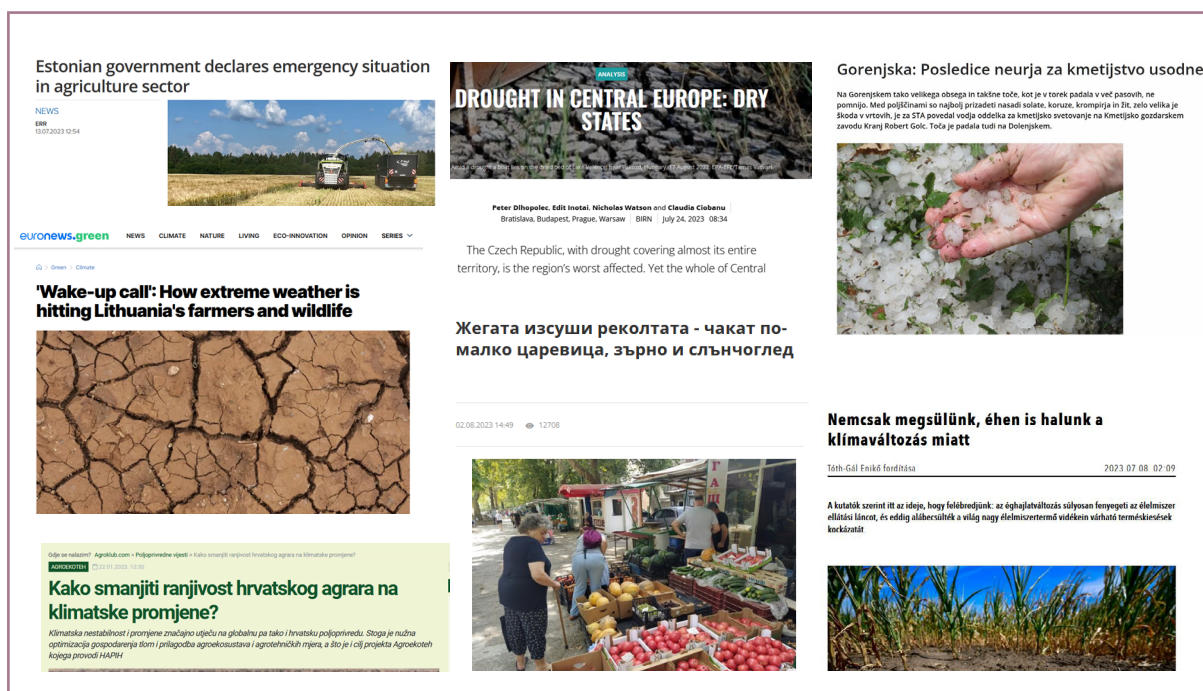 Estonian government declares emergency situation
in agriculture sector
NEWS
ERR
13.07.2023 12:54
euronews.green NEWS CLIMATE NATURE LIVING ECO-INNOVATION OPINION SERIES
> Green > Climate
'Wake-up call': How extreme weather is
hitting Lithuania's farmers and wildlife
Gdje se nalazim? Agroklub.com » Poljoprivredne vijesti » Kako smanjiti ranjivost hrvatskog agrara na klimatske promjene?
AGROEKOTEH 22.01.2023. 13:30
Kako smanjiti ranjivost hrvatskog agrara na
klimatske promjene?
Klimatska nestabilnost i promjene značajno utječu na globalnu pa tako i hrvatsku poljoprivredu. Stoga je nužna
optimizacija gospodarenja tlom i prilagodba agroekosustava i agrotehničkih mjera, a što je i cilj projekta Agroekoteh
kojega provodi HAPIH
ANALYSIS
DROUGHT IN CENTRAL EUROPE: DRY
STATES
Peter Dlhopolec, Edit Inotai, Nicholas Watson and Claudia Ciobanu
Bratislava, Budapest, Prague, Warsaw | BIRN | July 24, 2023 08:34
The Czech Republic, with drought covering almost its entire
territory, is the region's worst affected. Yet the whole of Central
Жегата изсуши реколтата - чакат по-
малко царевица, зърно и слънчоглед
02.08.2023 14:49 12708
Gorenjska: Posledice neurja za kmetijstvo usodne
Na Gorenjskem tako velikega obsega in takšne toče, kot je v torek padala v več pasovih, ne
pomnijo. Med poljščinami so najbolj prizadeti nasadi solate, koruze, krompirja in žit, zelo velika je
škoda v vrtovih, je za STA povedal vodja oddelka za kmetijsko svetovanje na Kmetijsko gozdarskem
zavodu Kranj Robert Golc. Toča je padala tudi na Dolenjskem.
Nemcsak megsülünk, éhen is halunk a
klímaváltozás miatt
Tóth-Gál Enikő fordítása 2023. 07. 08. 02:09
A kutatók szerint itt az ideje, hogy felébredjünk: az éghajlatváltozás súlyosan fenyegeti az élelmiszer
ellátási láncot, és eddig alábecsülték a világ nagy élelmiszertermő vidékein várható terméskiesések
kockázatát.